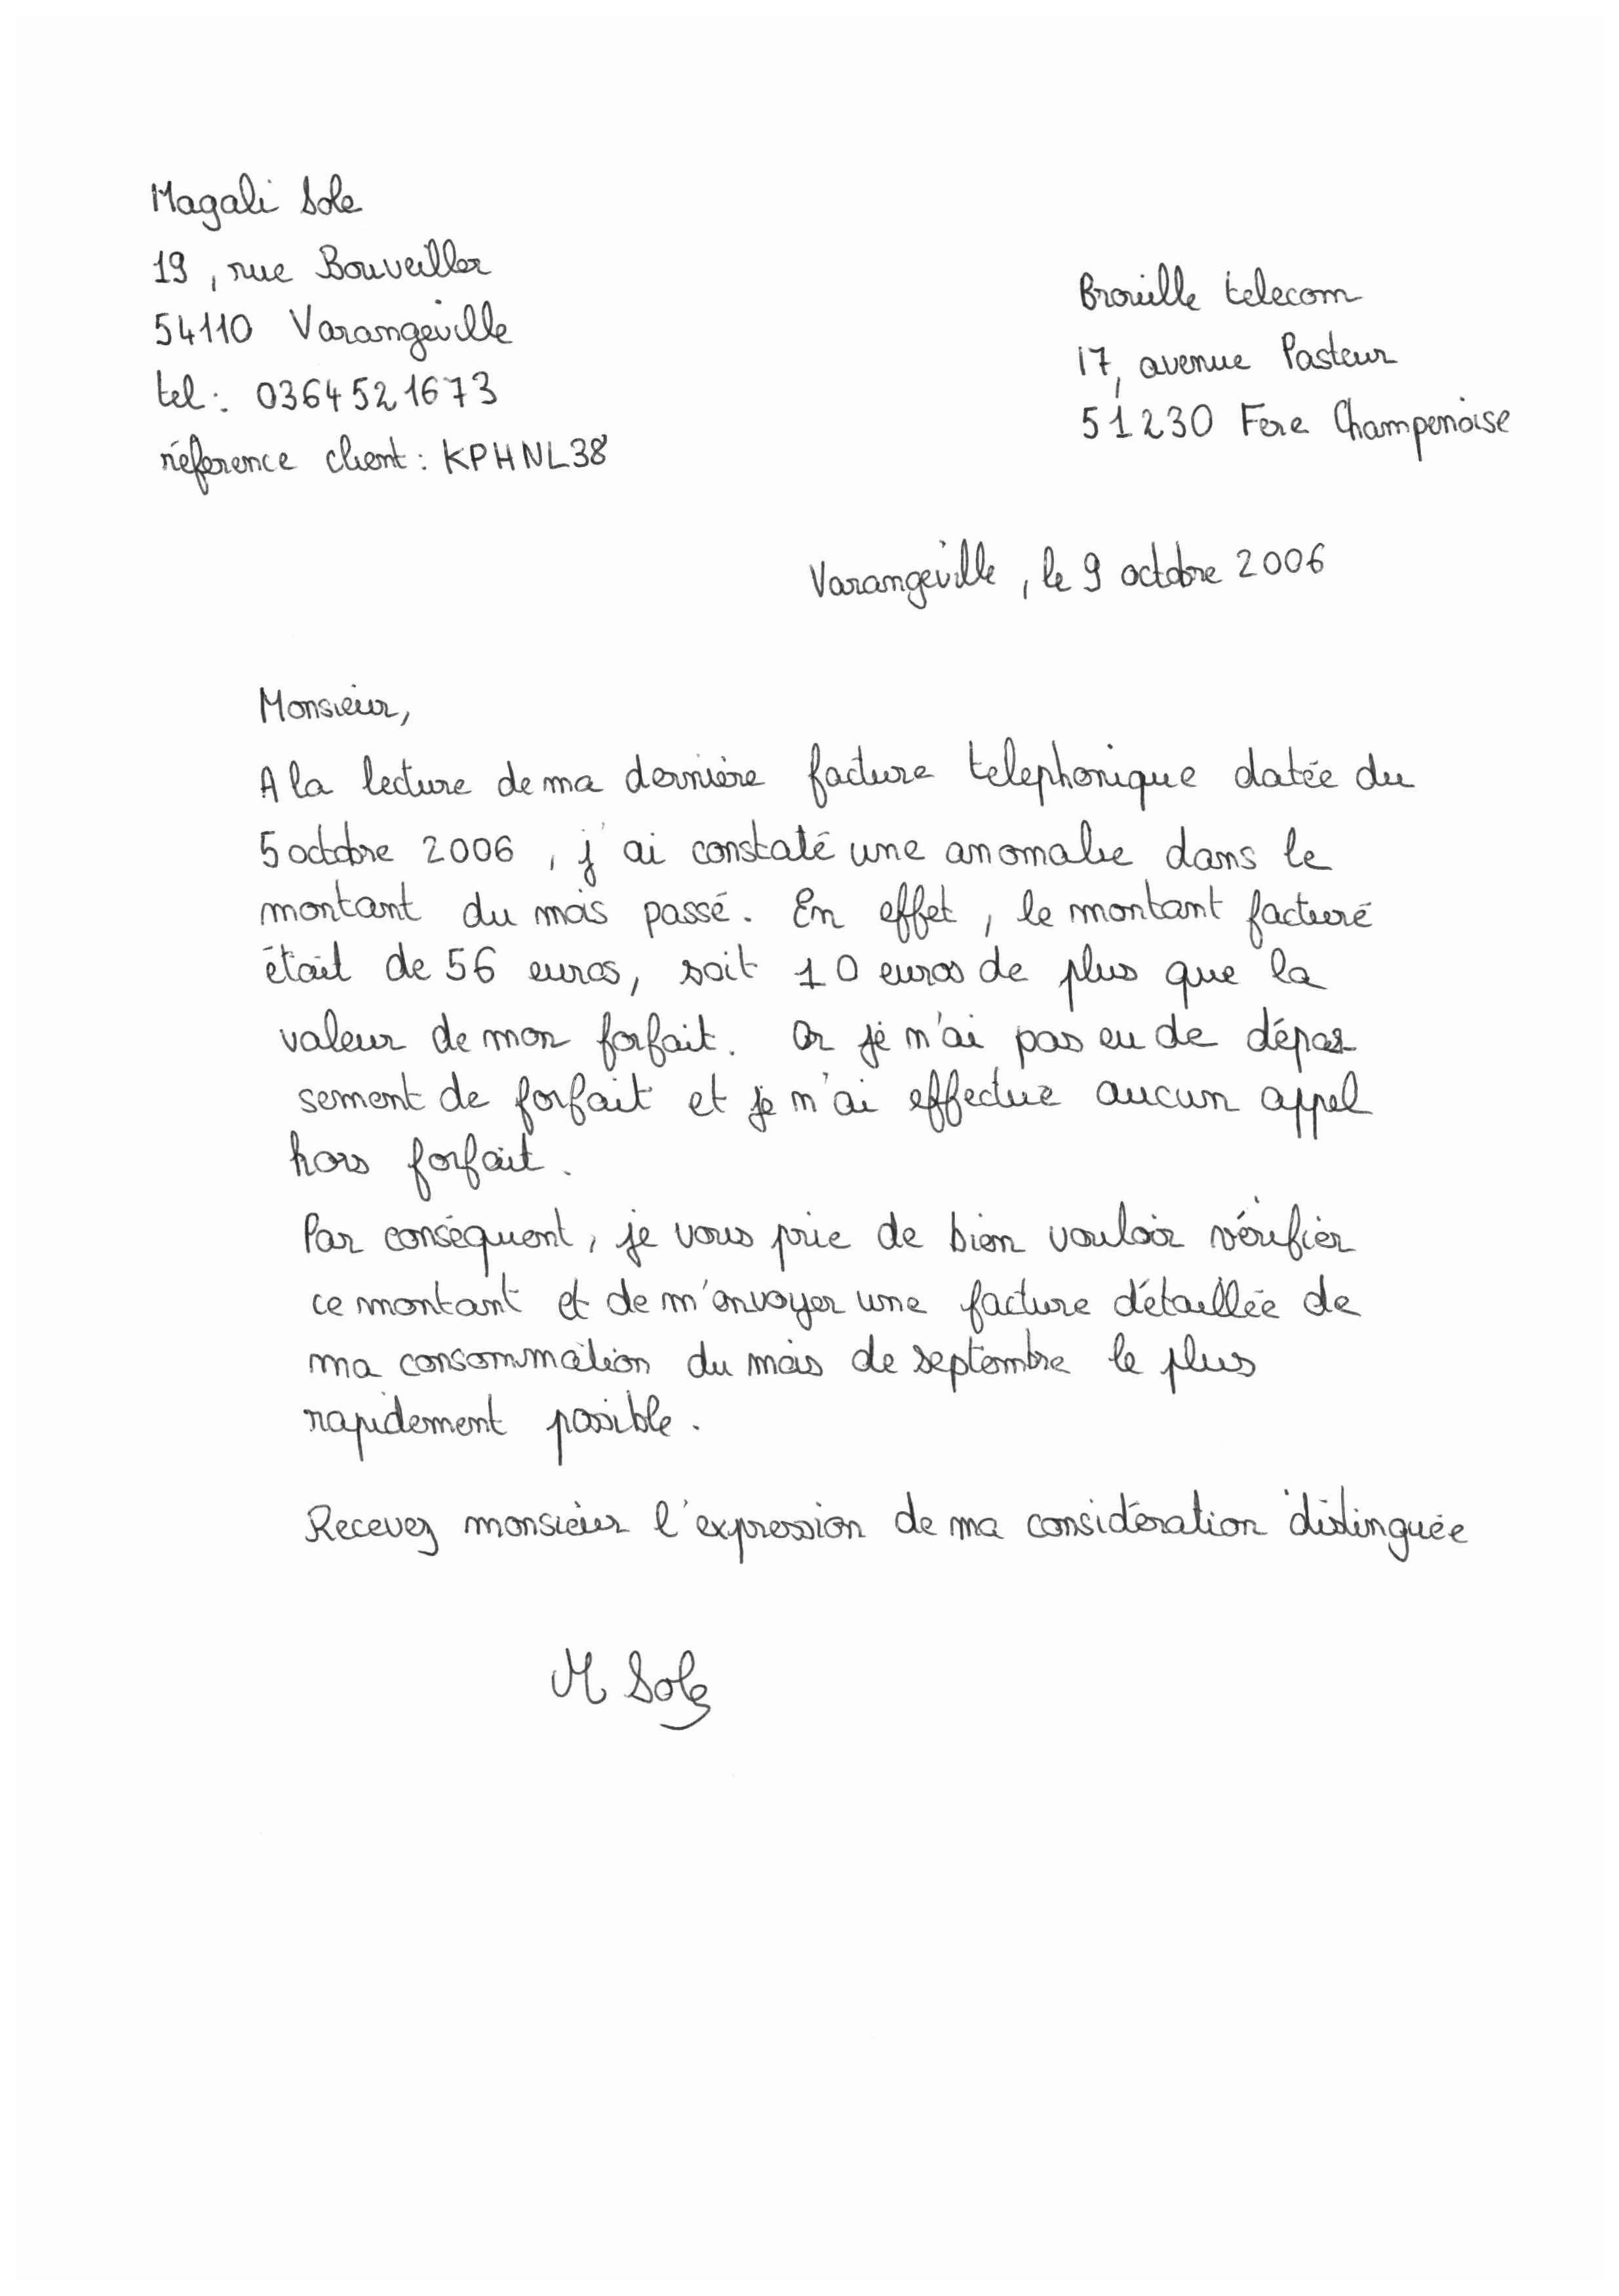 Magali Sole
19, rue Bouveiller
54110 Varangeville
tel: 0364521673
réference client: KPHNL38
Brouille telecom
17, avenue Pasteur
51230 Fere Champenoise
Varangeville, le 9 octobre 2006
Monsieur,
A la lecture de ma dernière facture telephonique datée du
5 octobre 2006, j'ai constaté une anomalie dans le
montant du mois passé. En effet, le montant facturé
était de 56 euros, soit 10 euros de plus que la
valeur de mon forfait. Or je n'ai pas eu de dépas
sement de forfait et je n'ai effectué aucun appel
hors forfait.
Par conséquent, je vous prie de bien vouloir vérifier
ce montant et de m'envoyer une facture détaillée de
ma consommation du mois de septembre le plus
rapidement possible.
Recevez monsieur l'expression de ma considération distinguée
M Sole